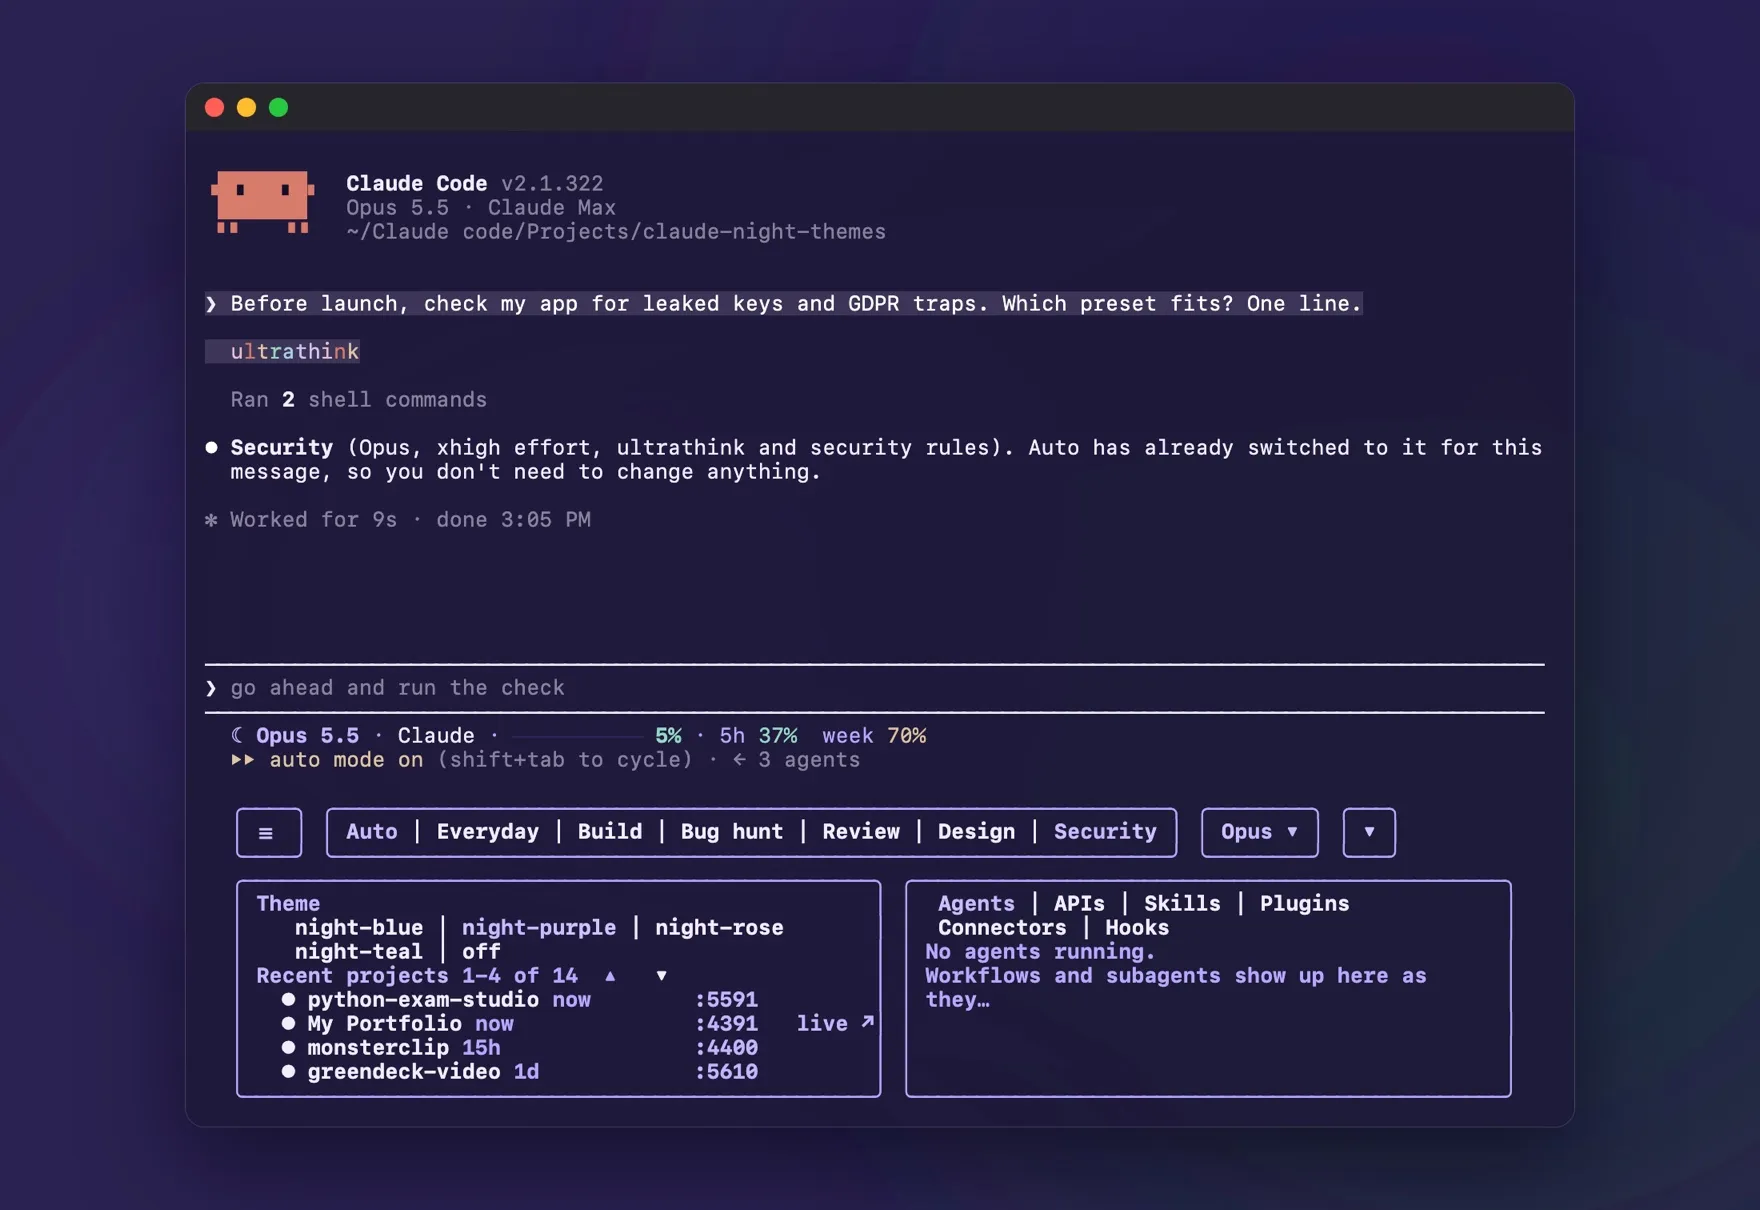 Claude Code v2.1.322
Opus 5.5 · Claude Max
~/Claude code/Projects/claude-night-themes
❯ Before launch, check my app for leaked keys and GDPR traps. Which preset fits? One line.
ultrathink
Ran 2 shell commands
● Security (Opus, xhigh effort, ultrathink and security rules). Auto has already switched to it for this
message, so you don't need to change anything.
✻ Worked for 9s · done 3:05 PM
❯ go ahead and run the check
☾ Opus 5.5 · Claude · 5% · 5h 37% week 70%
▸▸ auto mode on (shift+tab to cycle) · ← 3 agents
≡ Auto | Everyday | Build | Bug hunt | Review | Design | Security Opus ▼ ▼
Theme
night-blue | night-purple | night-rose
night-teal | off
Recent projects 1-4 of 14 ▲ ▼
● python-exam-studio now :5591
● My Portfolio now :4391 live ↗
● monsterclip 15h :4400
● greendeck-video 1d :5610
Agents | APIs | Skills | Plugins
Connectors | Hooks
No agents running.
Workflows and subagents show up here as
they…